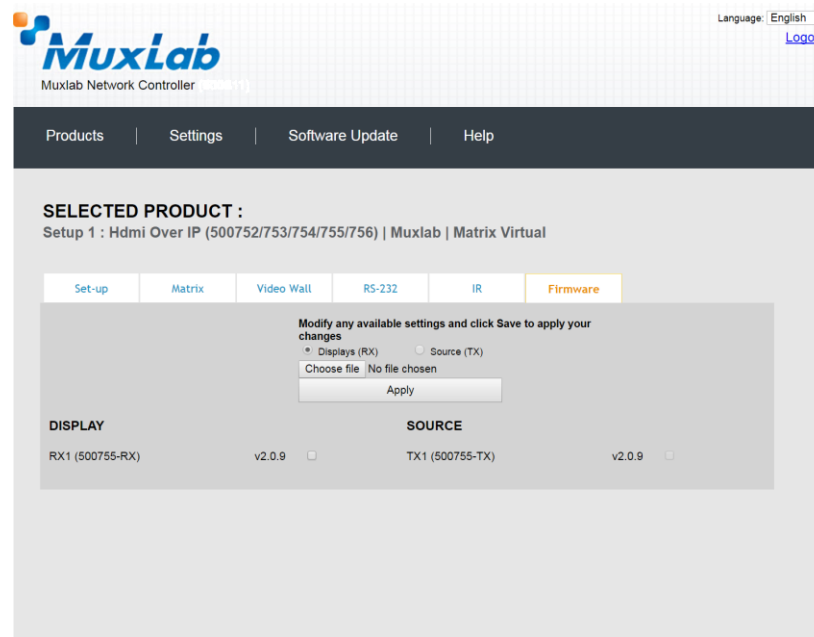 Language: English
Logo
MuxLab
Muxlab Network Controller
Products | Settings | Software Update | Help
SELECTED PRODUCT :
Setup 1 : Hdmi Over IP (500752/753/754/755/756) | Muxlab | Matrix Virtual
Set-up Matrix Video Wall RS-232 IR Firmware
Modify any available settings and click Save to apply your
changes
Displays (RX) Source (TX)
Choose file No file chosen
Apply
DISPLAY SOURCE
RX1 (500755-RX) v2.0.9 TX1 (500755-TX) v2.0.9